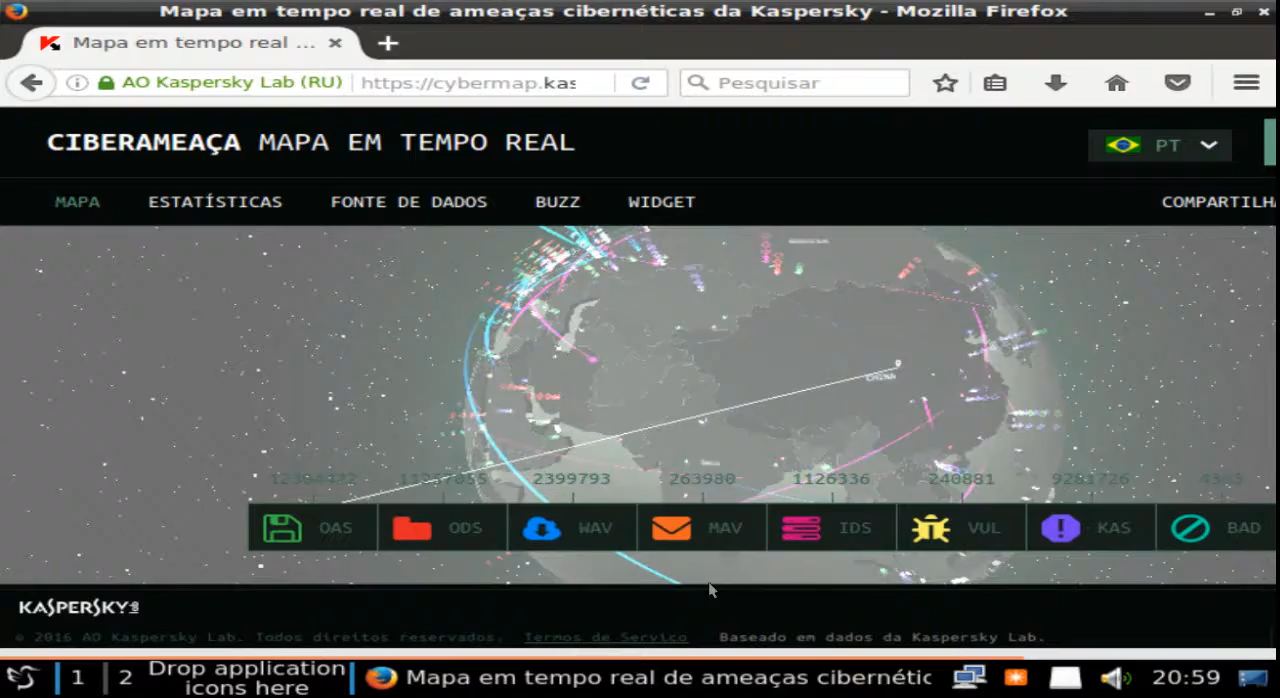 Mapa em tempo real de ameaças cibernéticas da Kaspersky - Mozilla Firefox
Mapa em tempo real ...
AO Kaspersky Lab (RU) https://cybermap.kas Pesquisar
CIBERAMEAÇA MAPA EM TEMPO REAL
PT
MAPA ESTATÍSTICAS FONTE DE DADOS BUZZ WIDGET COMPARTILHA
CHINA
2399793 263980 1126336 240881 9281726
OAS ODS WAV MAV IDS VUL KAS BAD
KASPERSKY
© 2016 AO Kaspersky Lab. Todos direitos reservados. Termos de Serviço Baseado em dados da Kaspersky Lab.
1 2 Drop application
icons here
Mapa em tempo real de ameaças cibernétic 20:59